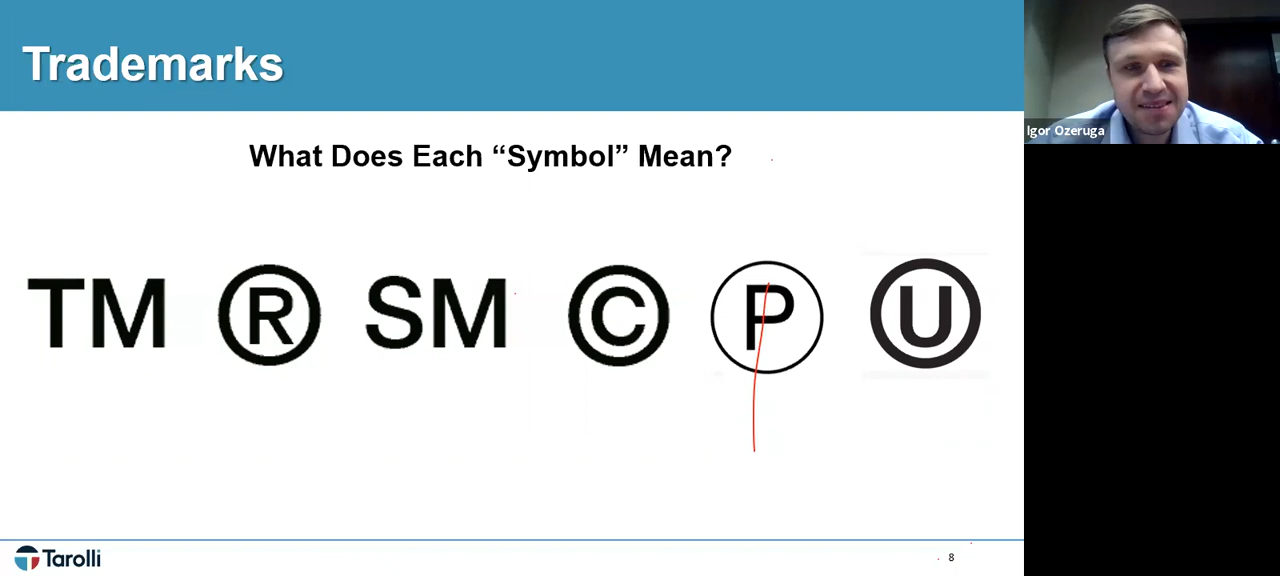 Trademarks
Igor Ozeruga
What Does Each “Symbol” Mean?
TM ® SM © ℗ Ⓤ
Tarolli
8